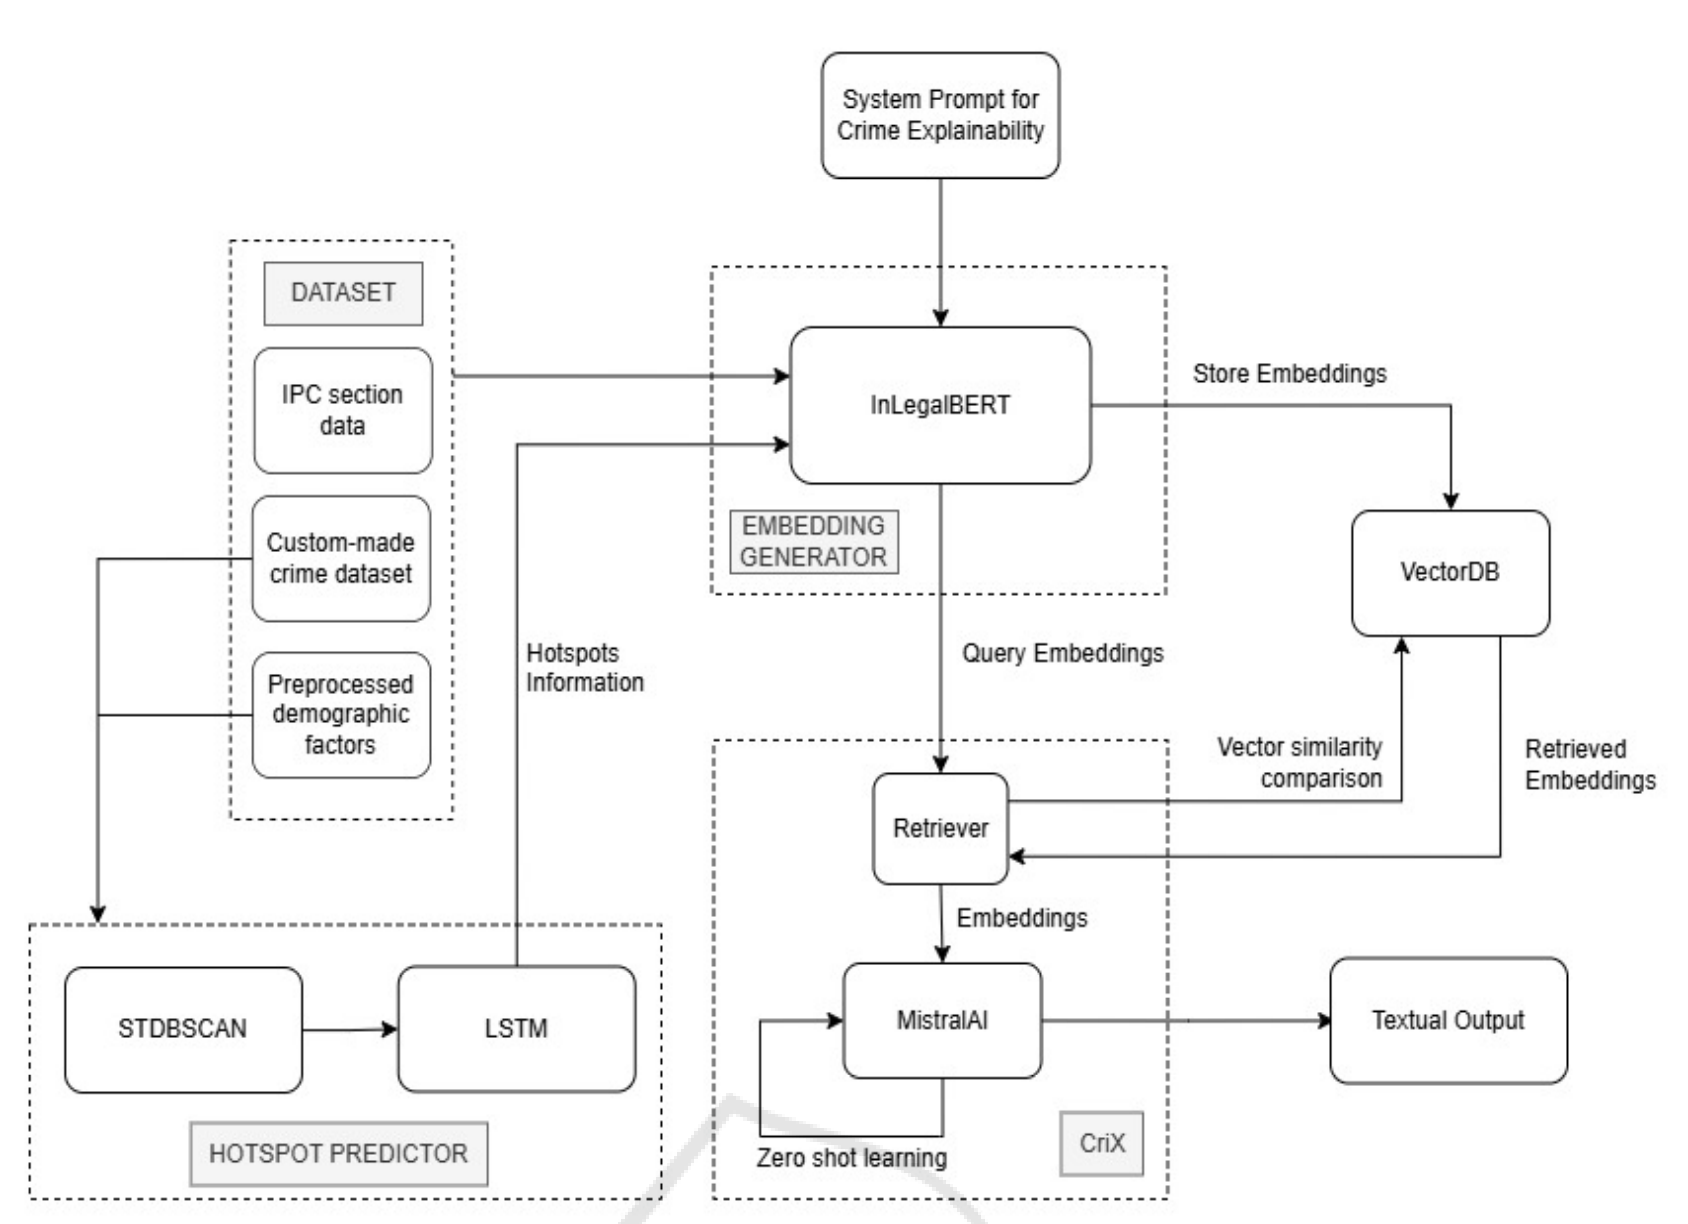 System Prompt for
Crime Explainability
DATASET
IPC section
data
Custom-made
crime dataset
Preprocessed
demographic
factors
InLegalBERT
EMBEDDING
GENERATOR
Store Embeddings
VectorDB
Hotspots
Information
Query Embeddings
Vector similarity
comparison
Retrieved
Embeddings
Retriever
Embeddings
STDBSCAN
LSTM
HOTSPOT PREDICTOR
MistralAI
Textual Output
Zero shot learning
CriX